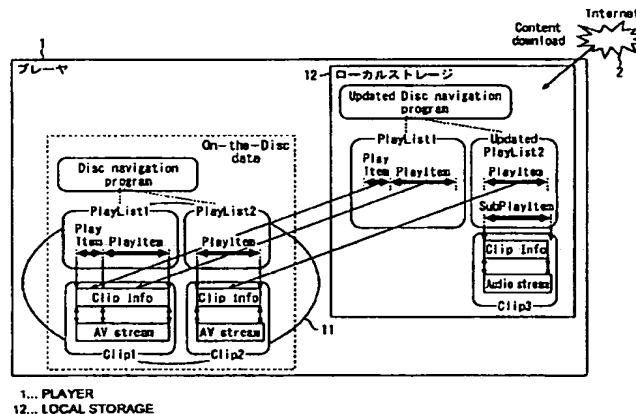 Internet
Content
download
2
1
プレーヤ
12
ローカルストレージ
Updated Disc navigation
program
PlayList1
Updated
PlayList2
Play
Item
PlayItem
PlayItem
SubPlayItem
Clip Info
Audio stream
Clip3
On-the-Disc
data
Disc navigation
program
PlayList1
PlayList2
Play
Item
PlayItem
PlayItem
Clip Info
Clip Info
AV stream
AV stream
Clip1
Clip2
11
1... PLAYER
12... LOCAL STORAGE